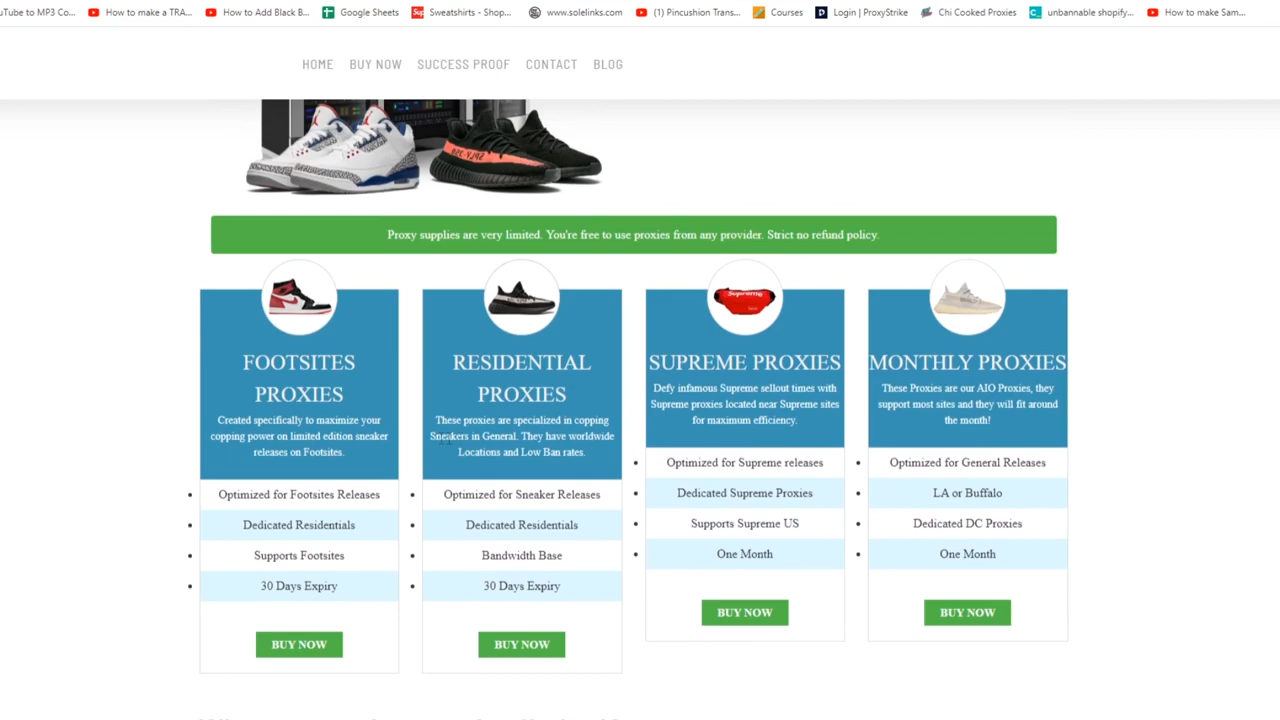 uTube to MP3 Co...
How to make a TRA...
How to Add Black B...
Google Sheets
Sweatshirts - Shop...
www.solelinks.com
(1) Pincushion Trans...
Courses
Login | ProxyStrike
Chi Cooked Proxies
unbannable shopify...
How to make Sam...
HOME
BUY NOW
SUCCESS PROOF
CONTACT
BLOG
Proxy supplies are very limited. You're free to use proxies from any provider. Strict no refund policy.
FOOTSITES
PROXIES
Created specifically to maximize your
copping power on limited edition sneaker
releases on Footsites.
Optimized for Footsites Releases
Dedicated Residentials
Supports Footsites
30 Days Expiry
BUY NOW
RESIDENTIAL
PROXIES
These proxies are specialized in copping
Sneakers in General. They have worldwide
Locations and Low Ban rates.
Optimized for Sneaker Releases
Dedicated Residentials
Bandwidth Base
30 Days Expiry
BUY NOW
Supreme
SUPREME PROXIES
Defy infamous Supreme sellout times with
Supreme proxies located near Supreme sites
for maximum efficiency.
Optimized for Supreme releases
Dedicated Supreme Proxies
Supports Supreme US
One Month
BUY NOW
MONTHLY PROXIES
These Proxies are our AIO Proxies, they
support most sites and they will fit around
the month!
Optimized for General Releases
LA or Buffalo
Dedicated DC Proxies
One Month
BUY NOW